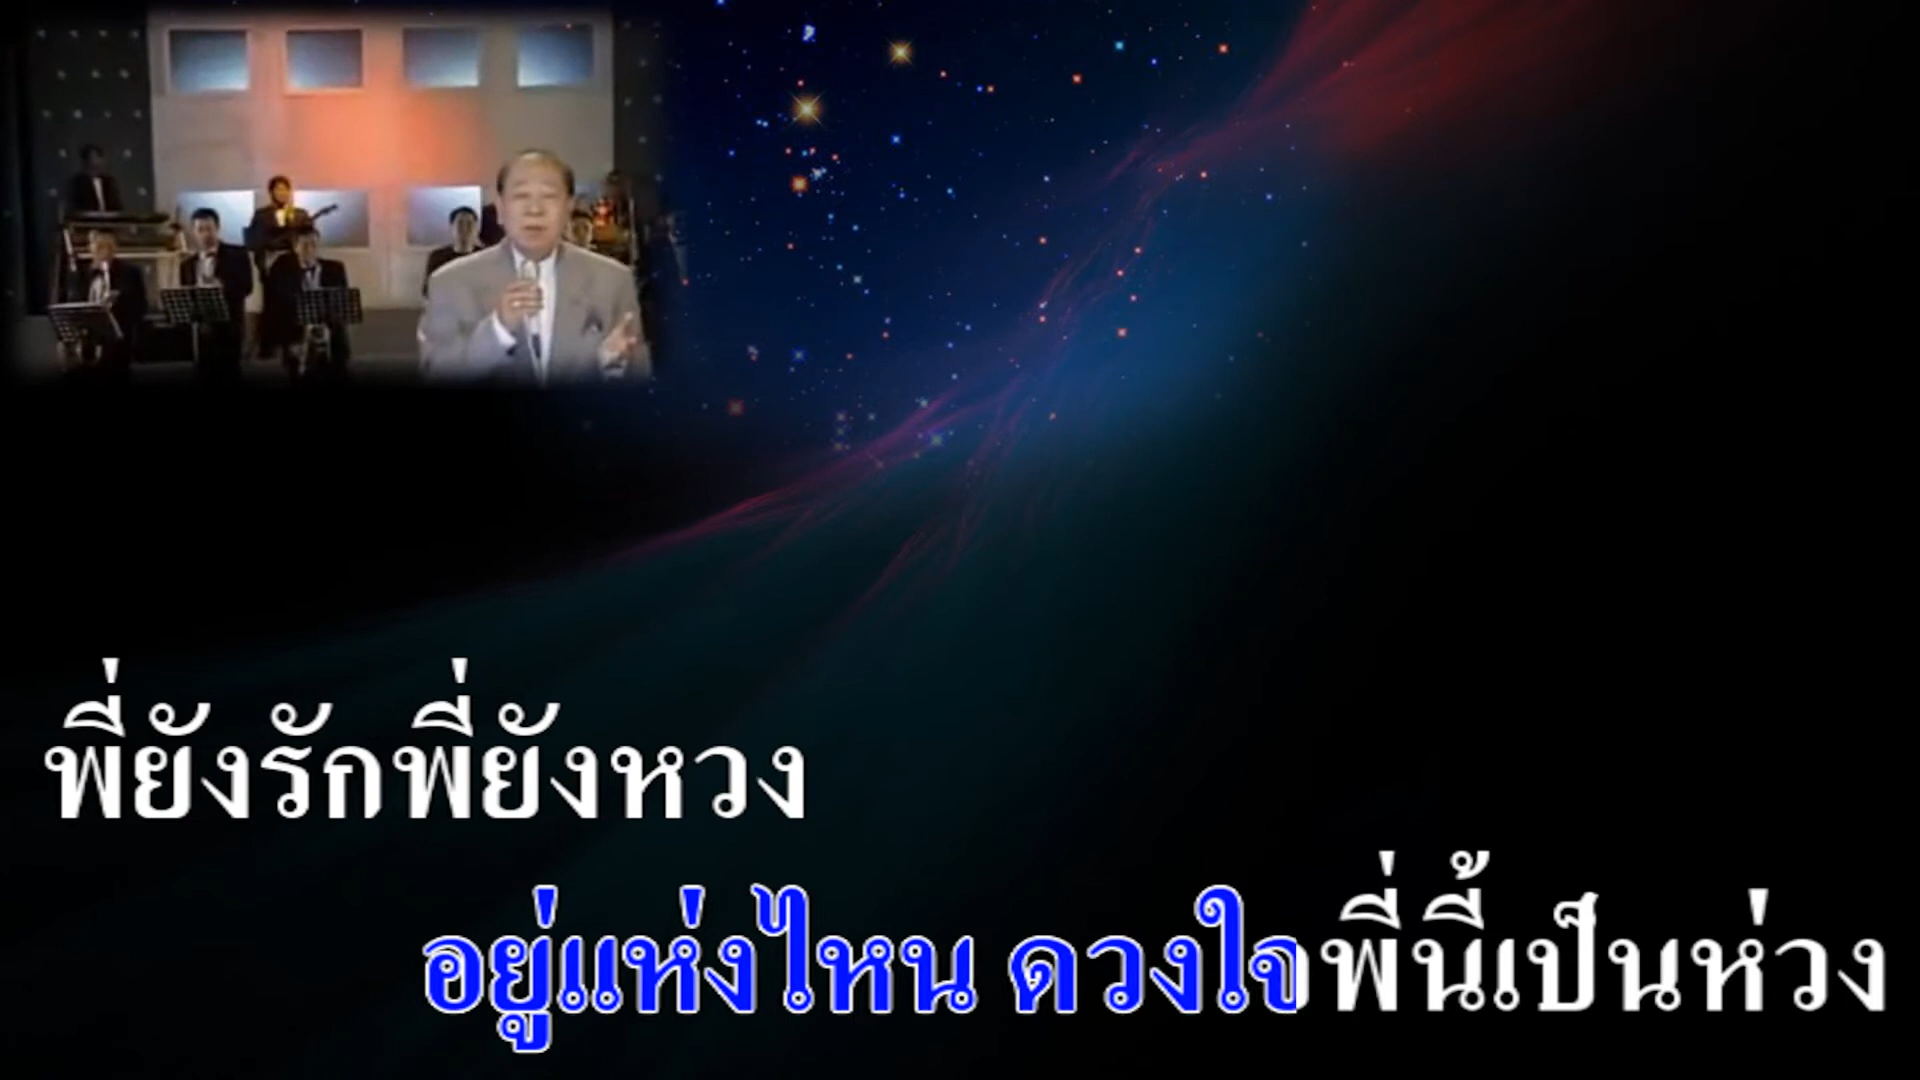 พี่ยังรักพี่ยังหวง
อยู่แห่งไหน ดวงใจพี่นี้เป็นห่วง